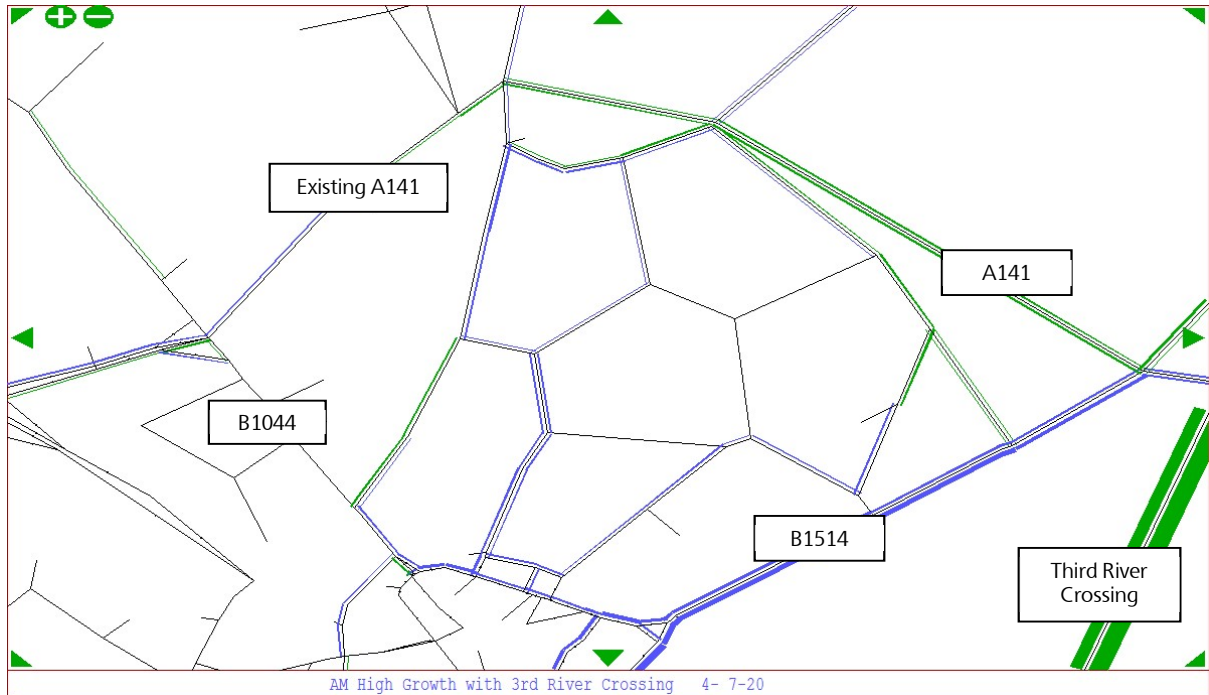 Existing A141
A141
B1044
B1514
Third River
Crossing
AM High Growth with 3rd River Crossing 4- 7-20